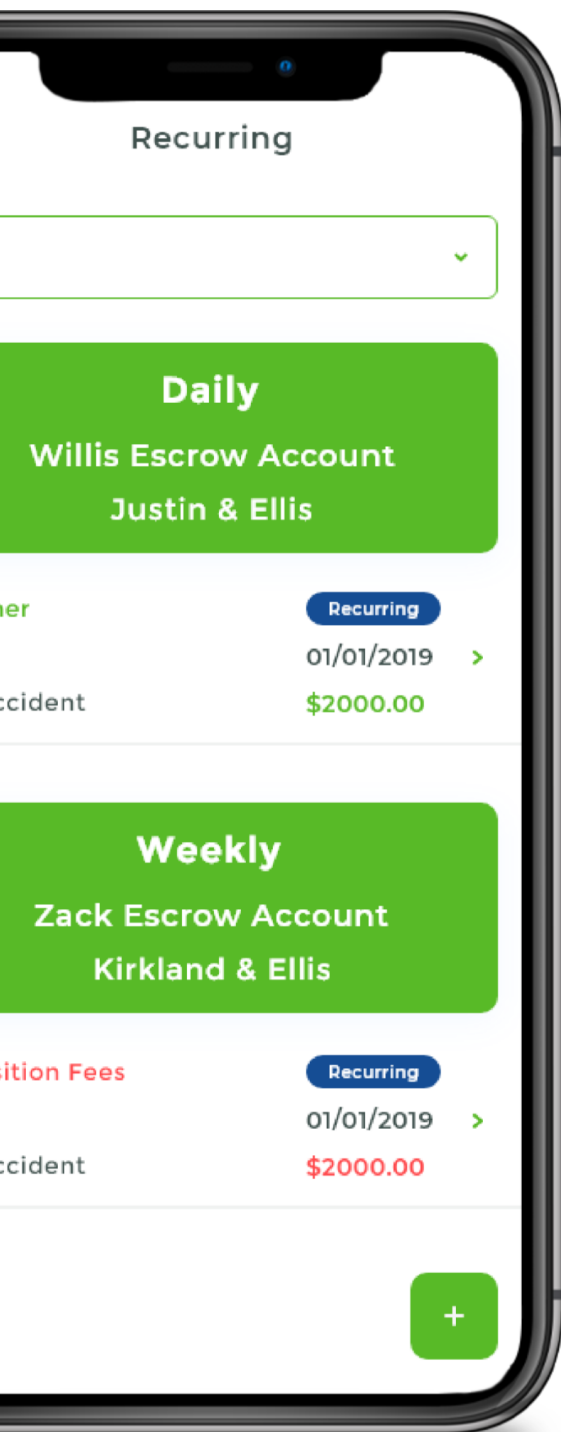 Recurring
Daily
Willis Escrow Account
Justin & Ellis
Recurring
01/01/2019
$2000.00
Weekly
Zack Escrow Account
Kirkland & Ellis
Fees
Recurring
01/01/2019
$2000.00
+